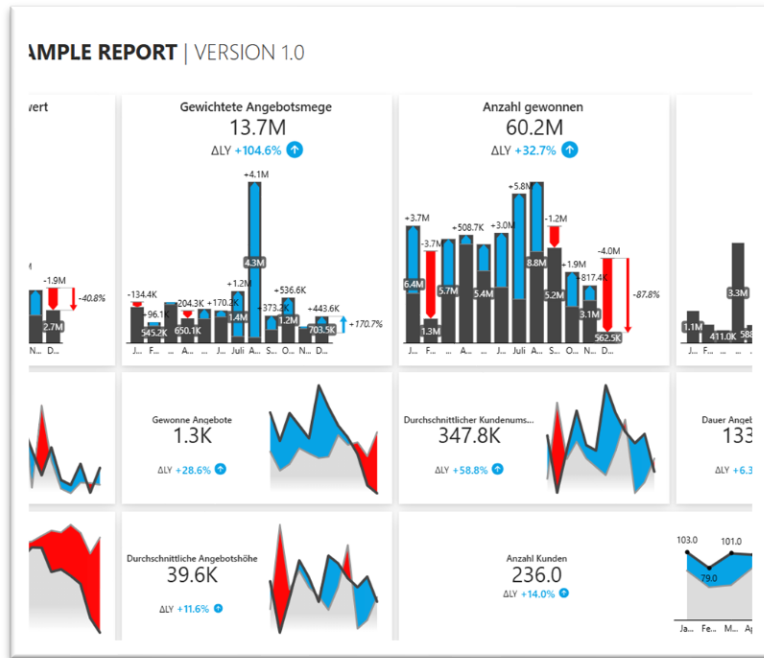 AMPLE REPORT | VERSION 1.0
wert
-1.9M
-40.8%
2.7M
N... D...
Gewichtete Angebotsmege
13.7M
ΔLY +104.6%
+4.1M
-134.4K
+96.1K
204.3K
+170.2K
+1.2M
+373.2K
+536.6K
+443.6K
+170.7%
545.2K
650.1K
1.4M
4.3M
1.2M
703.5K
J... F... ... A... ... J... Juli A... S... O... N... D...
Anzahl gewonnen
60.2M
ΔLY +32.7%
+3.7M
-3.7M
+508.7K
+3.0M
+5.8M
-1.2M
+1.9M
+817.4K
-4.0M
-87.8%
6.4M
1.3M
5.7M
5.4M
8.8M
5.2M
3.1M
562.5K
J... F... ... A... ... J... Juli A... S... O... N... D...
1.1M
411.0K
3.3M
J... F... ... ...
Gewonne Angebote
1.3K
ΔLY +28.6%
Durchschnittlicher Kundenums...
347.8K
ΔLY +58.8%
Dauer Angeb
133
ΔLY +6.3
Durchschnittliche Angebotshöhe
39.6K
ΔLY +11.6%
Anzahl Kunden
236.0
ΔLY +14.0%
103.0
79.0
101.0
Ja... Fe... M... Ap